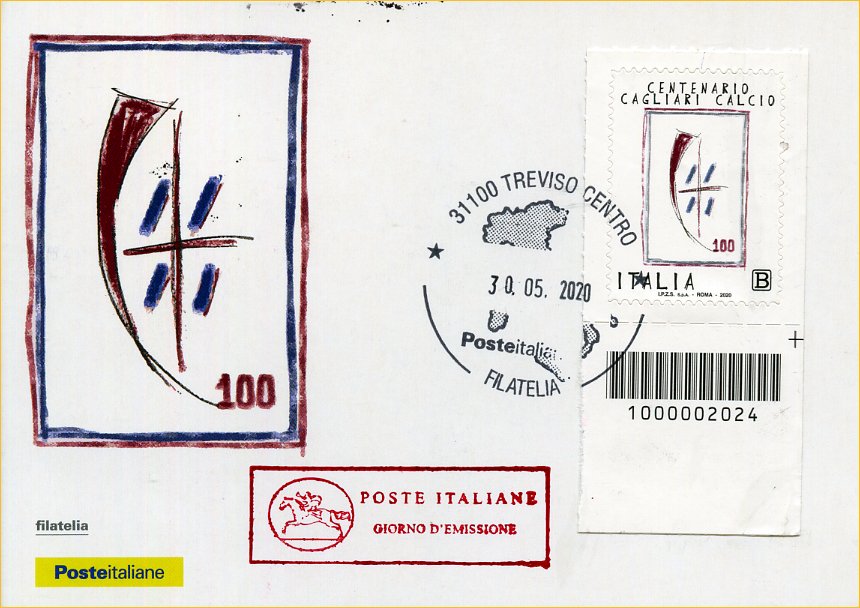 100
CENTENARIO
CAGLIARI CALCIO
100
ITALIA B
I.P.Z.S. S.p.A. - ROMA - 2020
31100 TREVISO CENTRO
30.05.2020
Posteitalia
FILATELIA
1000002024
POSTE ITALIANE
GIORNO D'EMISSIONE
filatelia
Posteitaliane